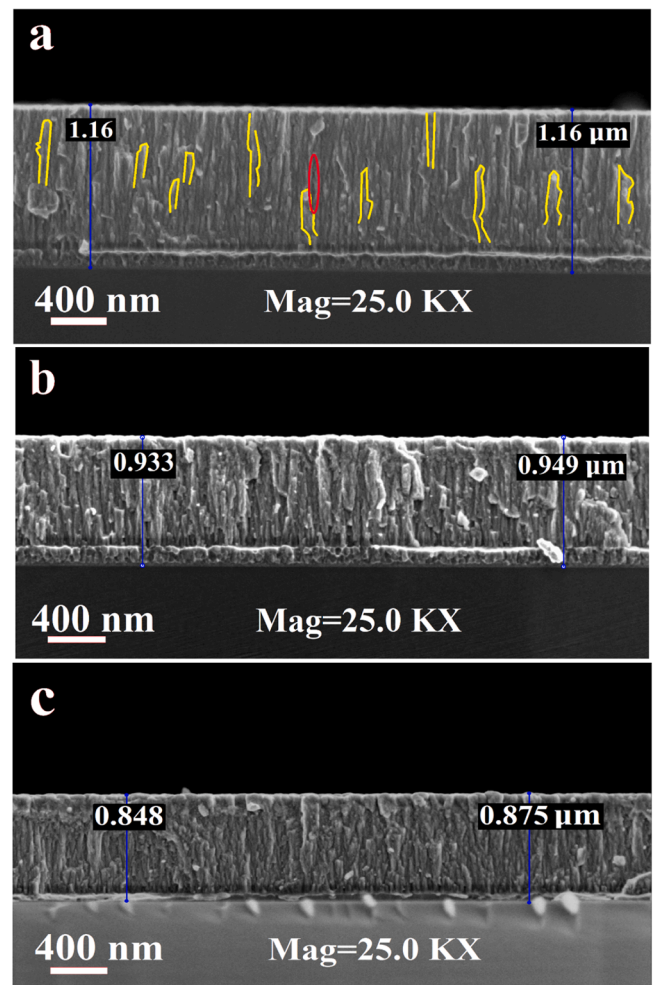 a
1.16
1.16 μm
400 nm Mag=25.0 KX
b
0.933
0.949 μm
400 nm Mag=25.0 KX
c
0.848
0.875 μm
400 nm Mag=25.0 KX